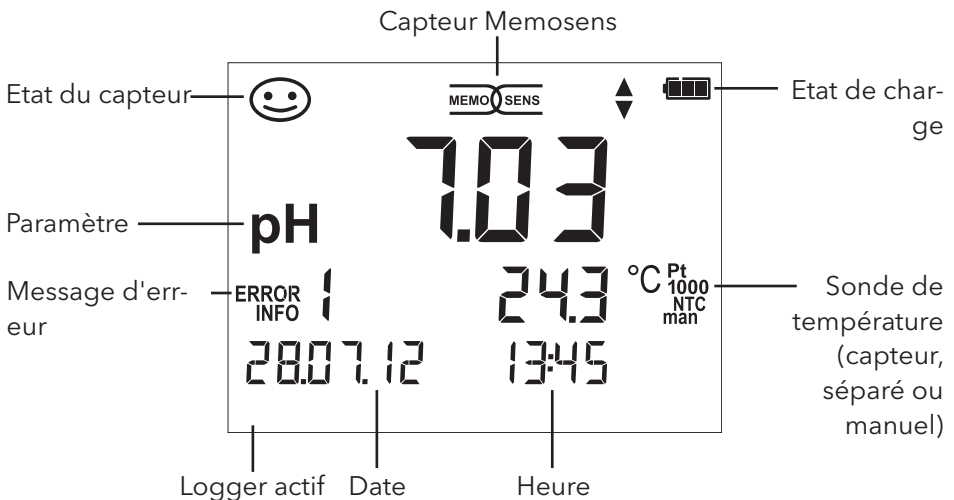 Capteur Memosens
Etat du capteur
MEMO SENS
Etat de char-
ge
7.03
Paramètre
pH
Message d'err-
eur
ERROR
INFO
1
24.3
°C
Pt
1000
NTC
man
Sonde de
température
(capteur,
séparé ou
manuel)
28.07.12
13:45
Logger actif
Date
Heure